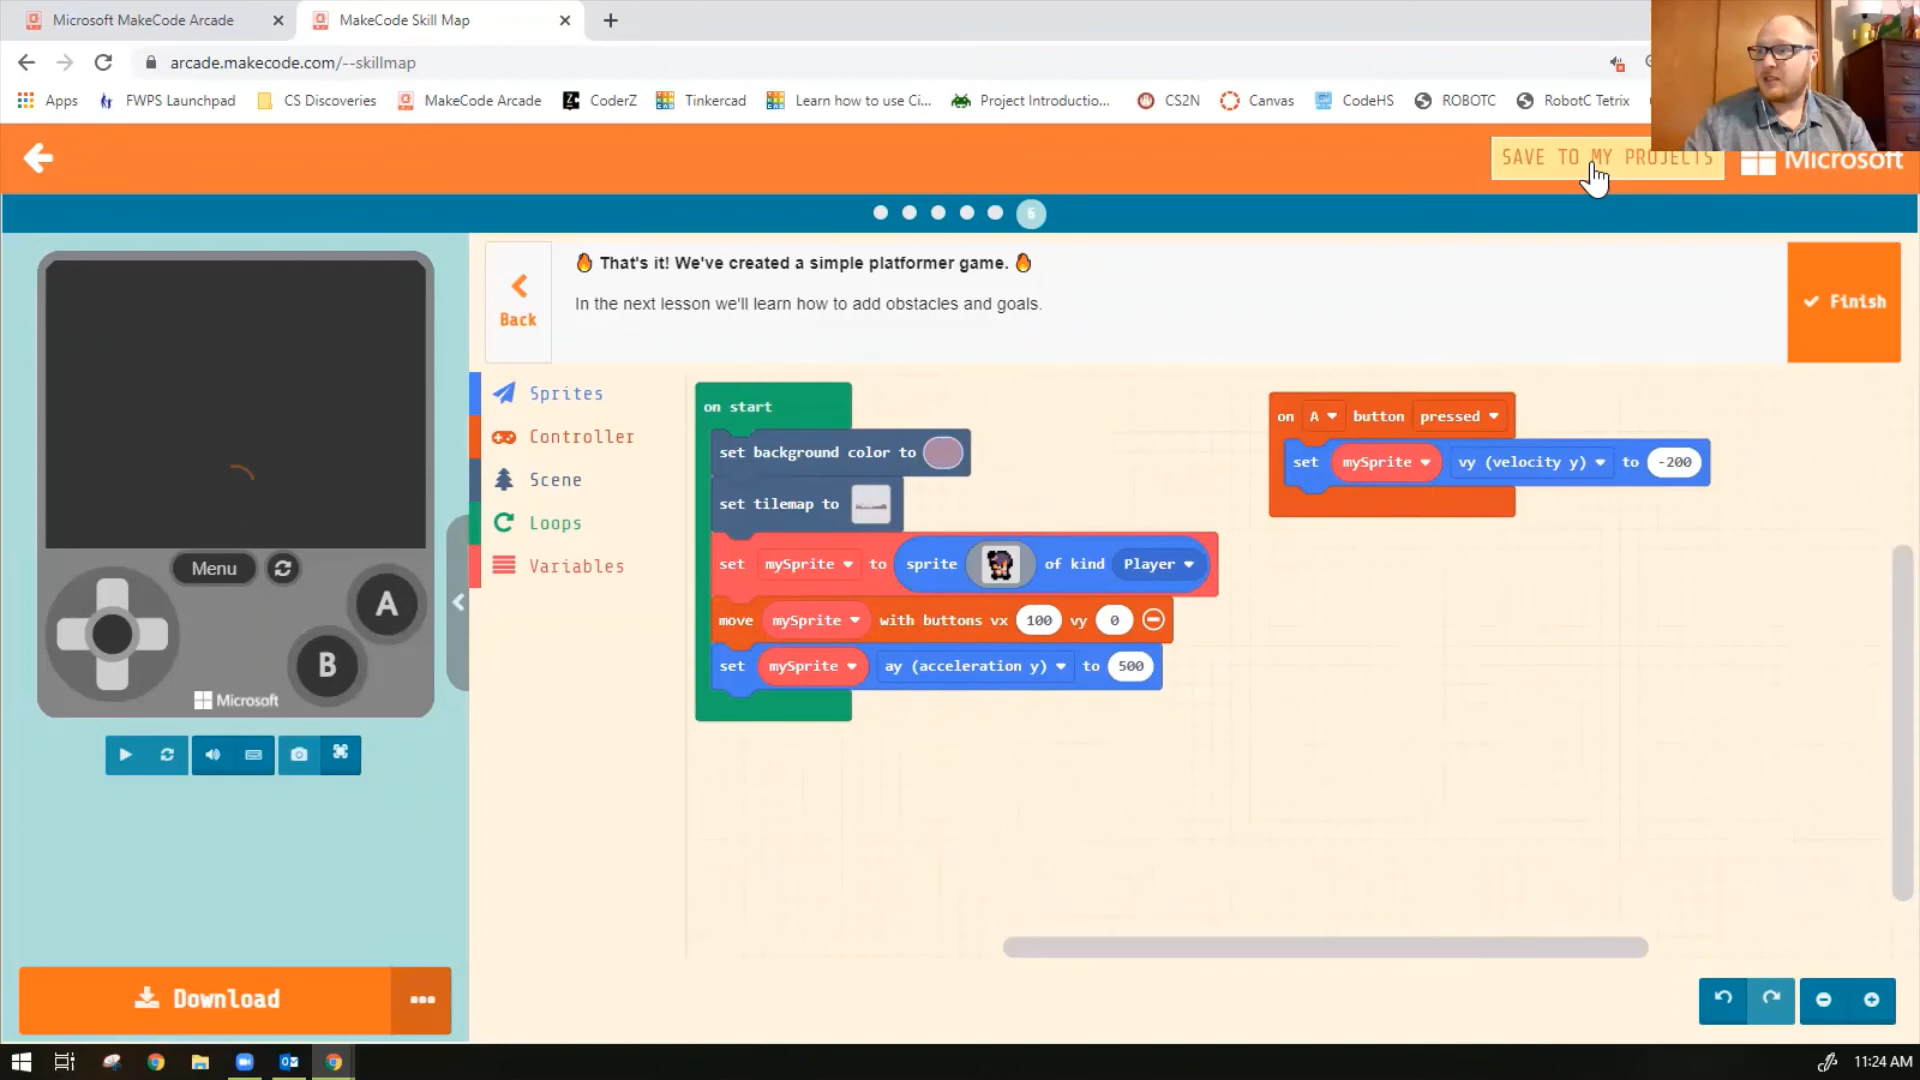 Microsoft MakeCode Arcade
MakeCode Skill Map
arcade.makecode.com/--skillmap
Apps
FWPS Launchpad
CS Discoveries
MakeCode Arcade
CoderZ
Tinkercad
Learn how to use Ci...
Project Introductio...
CS2N
Canvas
CodeHS
ROBOTC
RobotC Tetrix
SAVE TO MY PROJECTS
Microsoft
6
Back
That's it! We've created a simple platformer game.
In the next lesson we'll learn how to add obstacles and goals.
Finish
Sprites
Controller
Scene
Loops
Variables
on start
set background color to
set tilemap to
set mySprite to sprite of kind Player
move mySprite with buttons vx 100 vy 0
set mySprite ay (acceleration y) to 500
on A button pressed
set mySprite vy (velocity y) to -200
Menu
A
B
Microsoft
Download
11:24 AM